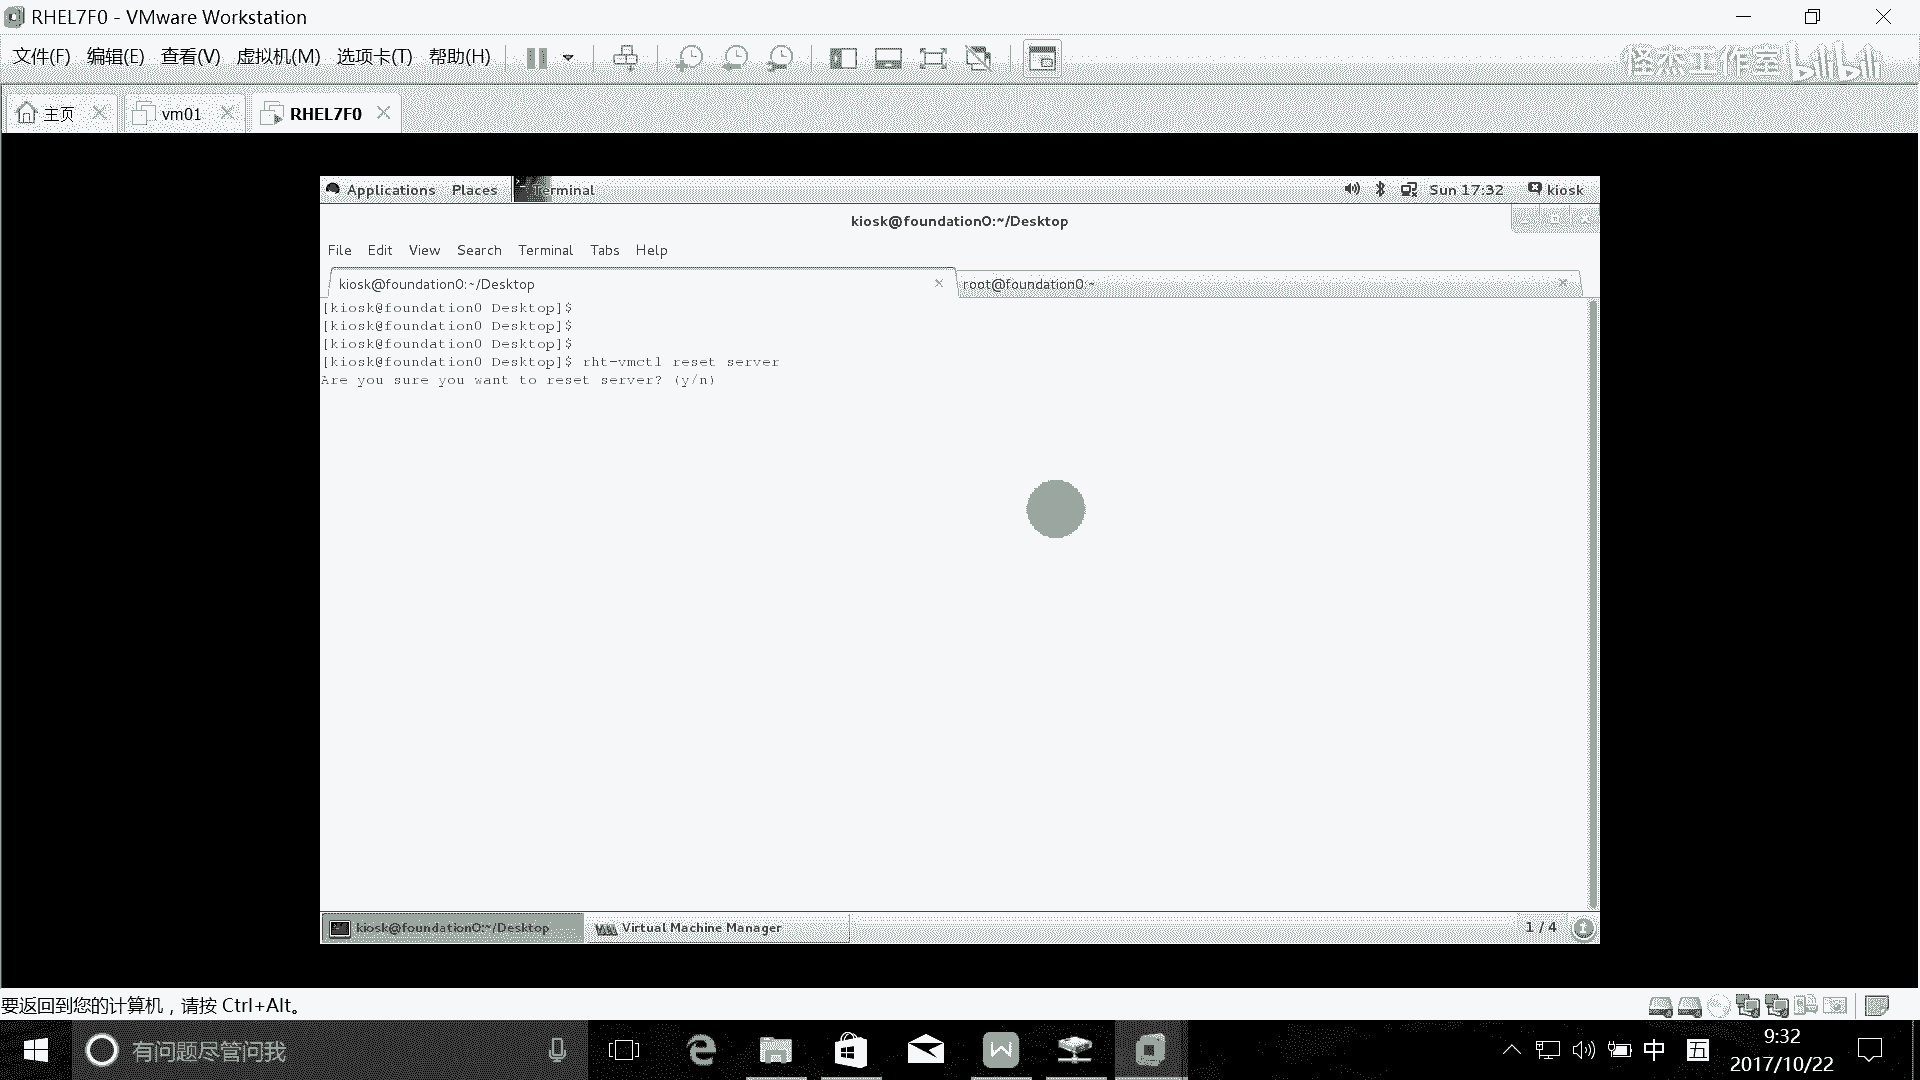 RHEL7F0 - VMware Workstation
文件(F) 编辑(E) 查看(V) 虚拟机(M) 选项卡(T) 帮助(H)
怪杰工作室 bilibili
主页 vm01 RHEL7F0
Applications Places Terminal Sun 17:32 kiosk
kiosk@foundation0:~/Desktop
File Edit View Search Terminal Tabs Help
kiosk@foundation0:~/Desktop root@foundation0:~
[kiosk@foundation0 Desktop]$
[kiosk@foundation0 Desktop]$
[kiosk@foundation0 Desktop]$
[kiosk@foundation0 Desktop]$ rht-vmctl reset server
Are you sure you want to reset server? (y/n)
kiosk@foundation0:~/Desktop Virtual Machine Manager 1 / 4
要返回到您的计算机，请按 Ctrl+Alt。
有问题尽管问我 中 五 9:32
2017/10/22